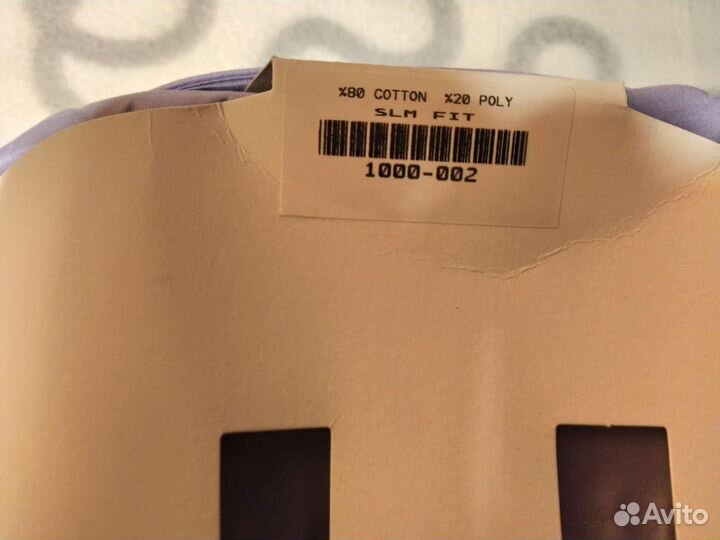 %80 COTTON %20 POLY
SLM FIT
1000-002
Avito